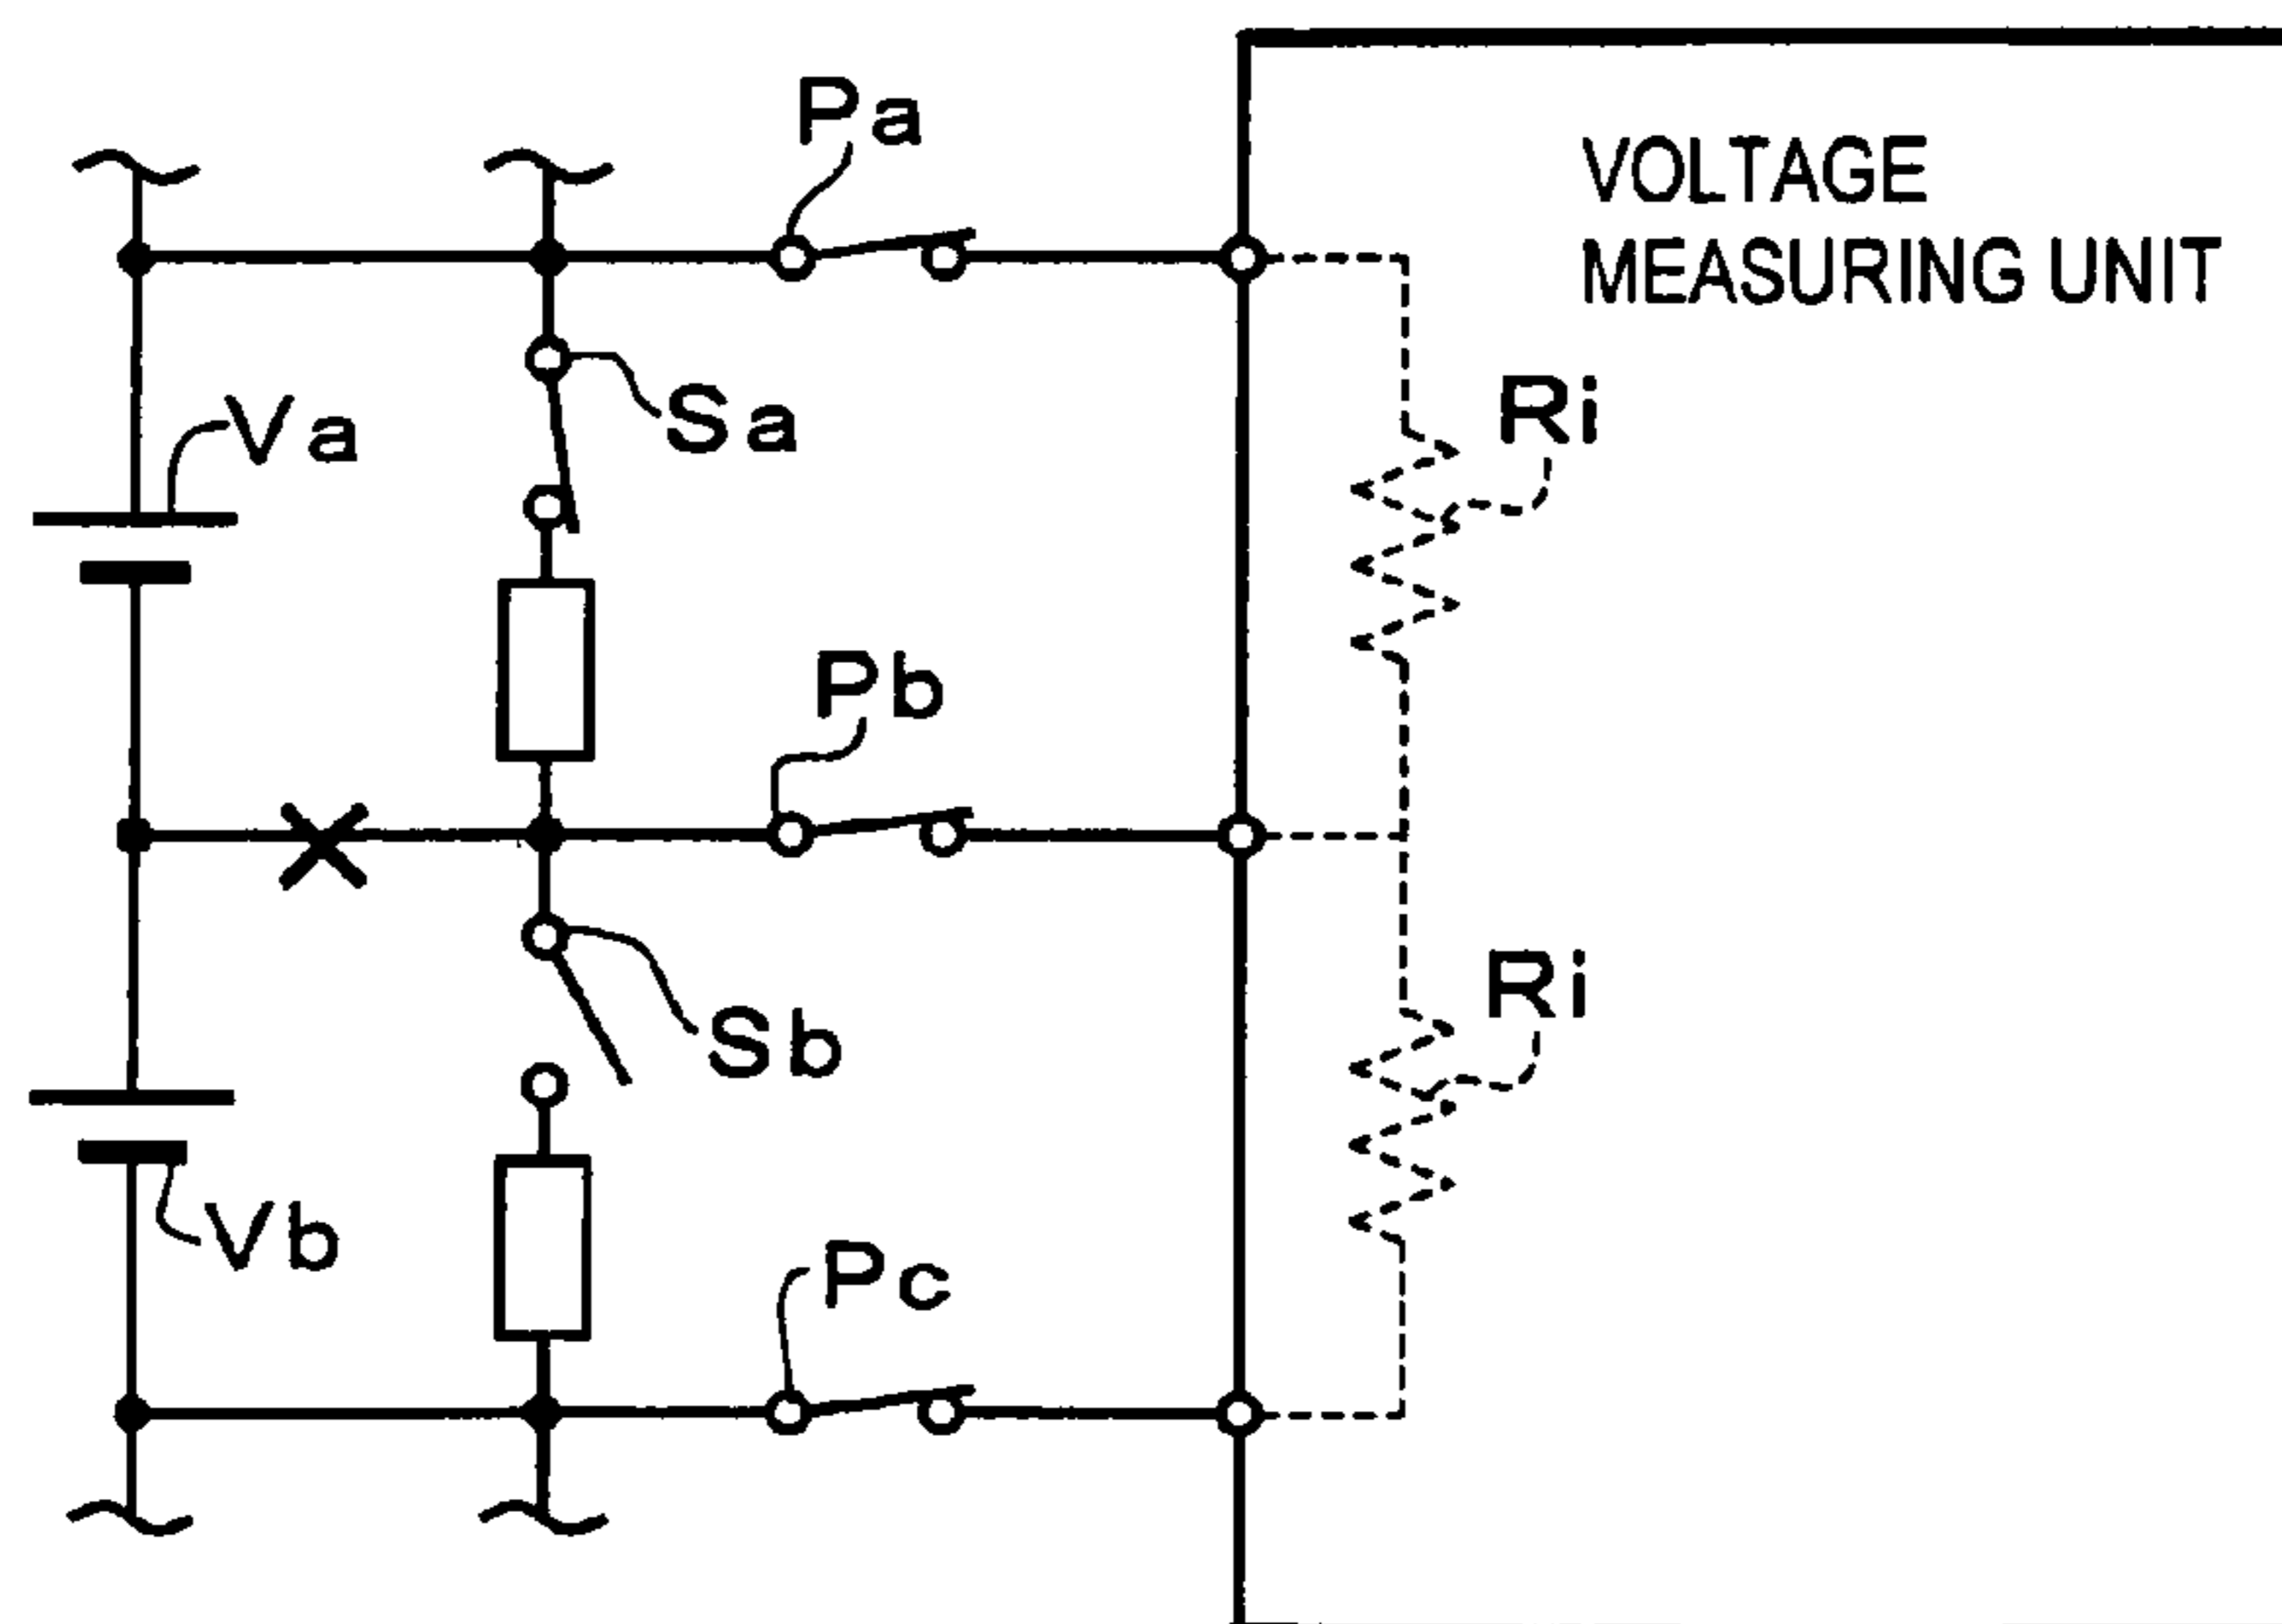 Pa
VOLTAGE
MEASURING UNIT
Ri
Va
Sa
Pb
Ri
Sb
Vb
Pc